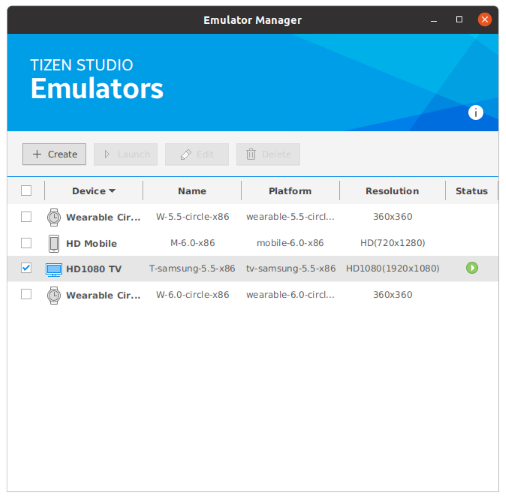 Emulator Manager
TIZEN STUDIO
Emulators
+ Create Launch Edit Delete
Device Name Platform Resolution Status
Wearable Cir... W-5.5-circle-x86 wearable-5.5-circl... 360x360
HD Mobile M-6.0-x86 mobile-6.0-x86 HD(720x1280)
HD1080 TV T-samsung-5.5-x86 tv-samsung-5.5-x86 HD1080(1920x1080)
Wearable Cir... W-6.0-circle-x86 wearable-6.0-circl... 360x360